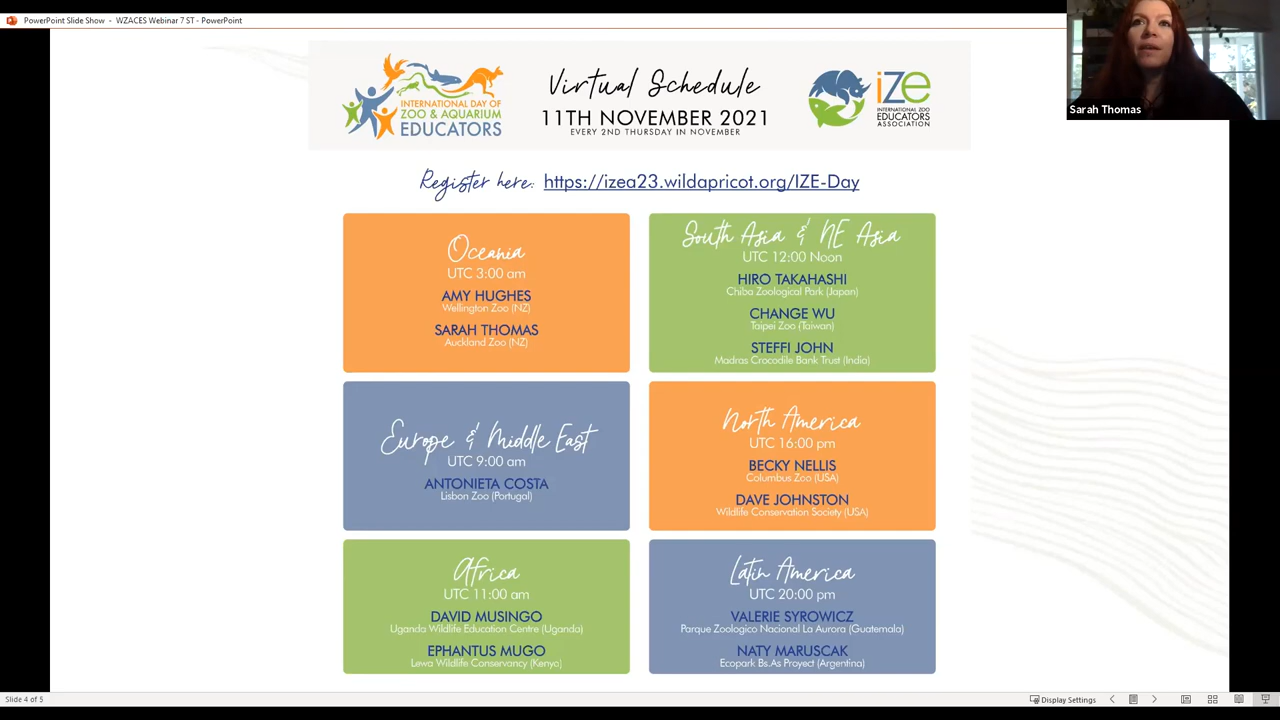 PowerPoint Slide Show - WZACES Webinar 7 ST - PowerPoint
Sarah Thomas
INTERNATIONAL DAY OF
ZOO & AQUARIUM
EDUCATORS
Virtual Schedule
11TH NOVEMBER 2021
EVERY 2ND THURSDAY IN NOVEMBER
iZe
INTERNATIONAL ZOO
EDUCATORS
ASSOCIATION
Register here: https://izea23.wildapricot.org/IZE-Day
Oceania
UTC 3:00 am
AMY HUGHES
Wellington Zoo (NZ)
SARAH THOMAS
Auckland Zoo (NZ)
South Asia & NE Asia
UTC 12:00 Noon
HIRO TAKAHASHI
Chiba Zoological Park (Japan)
CHANGE WU
Taipei Zoo (Taiwan)
STEFFI JOHN
Madras Crocodile Bank Trust (India)
Europe & Middle East
UTC 9:00 am
ANTONIETA COSTA
Lisbon Zoo (Portugal)
North America
UTC 16:00 pm
BECKY NELLIS
Columbus Zoo (USA)
DAVE JOHNSTON
Wildlife Conservation Society (USA)
Africa
UTC 11:00 am
DAVID MUSINGO
Uganda Wildlife Education Centre (Uganda)
EPHANTUS MUGO
Lewa Wildlife Conservancy (Kenya)
Latin America
UTC 20:00 pm
VALERIE SYROWICZ
Parque Zoologico Nacional La Aurora (Guatemala)
NATY MARUSCAK
Ecopark Bs.As Proyect (Argentina)
Slide 4 of 5
Display Settings